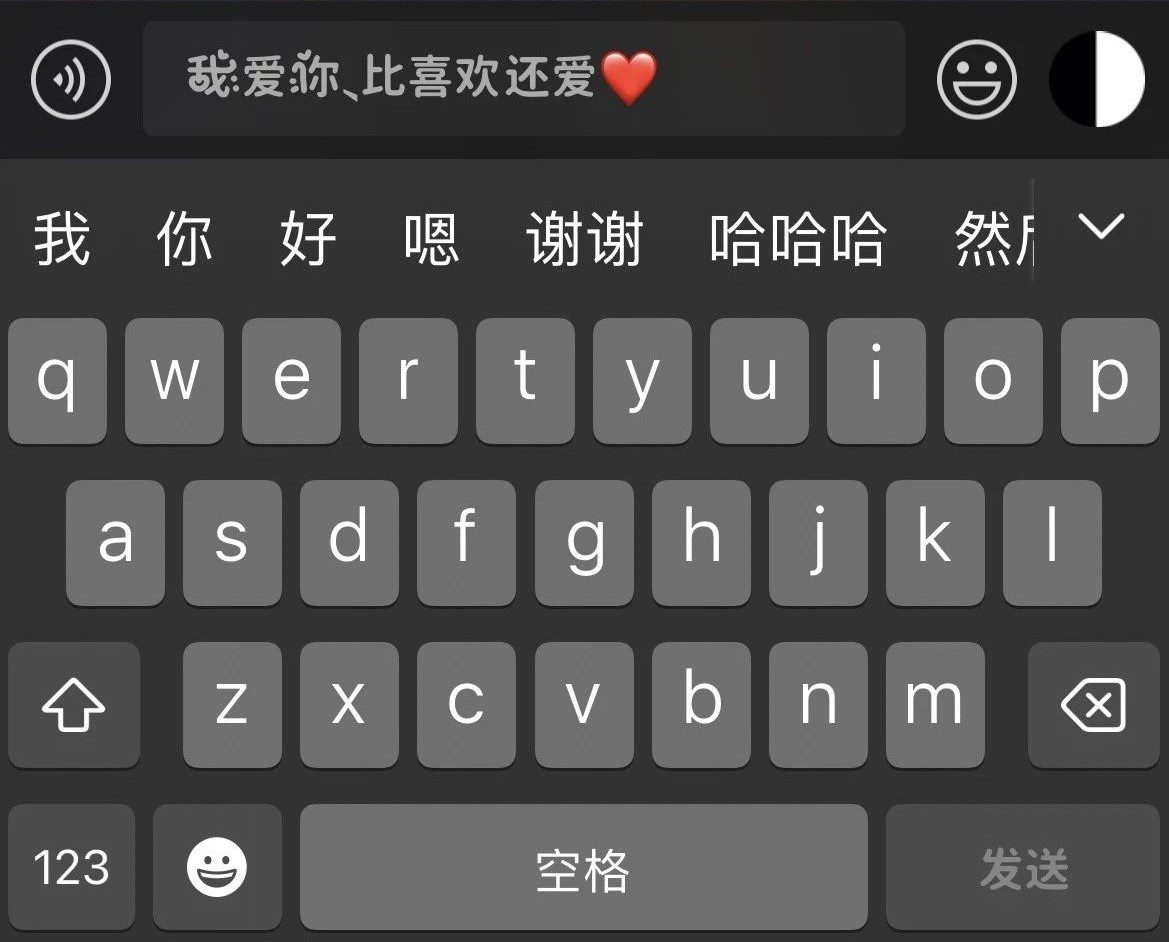 我爱你、比喜欢还爱❤️
我 你 好 嗯 谢谢 哈哈哈 然
q w e r t y u i o p
a s d f g h j k l
z x c v b n m
123 空格 发送